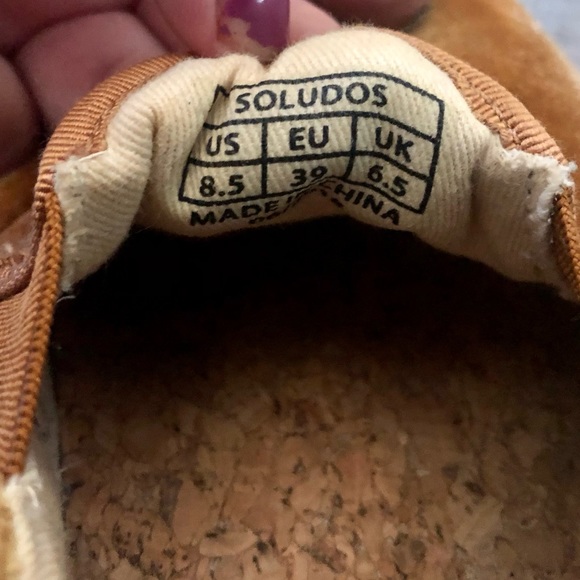 SOLUDOS
US EU UK
8.5 39 6.5
MADE IN CHINA